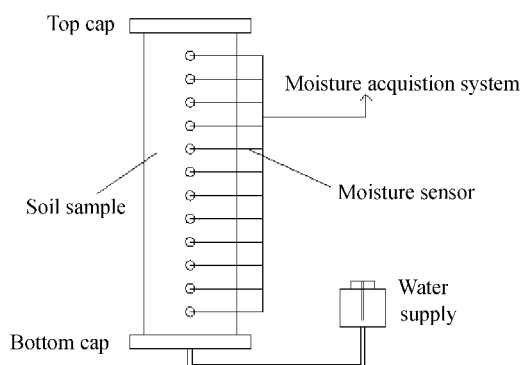 Top cap
Moisture acquistion system
Soil sample
Moisture sensor
Water
supply
Bottom cap